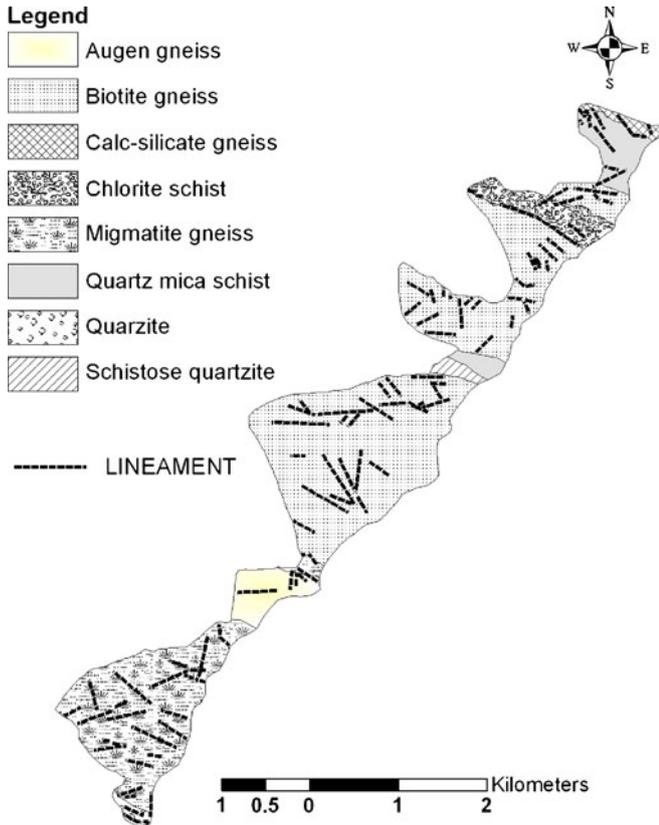 Legend
Augen gneiss
Biotite gneiss
Calc-silicate gneiss
Chlorite schist
Migmatite gneiss
Quartz mica schist
Quarzite
Schistose quartzite
LINEAMENT
N
W E
S
Kilometers
1 0.5 0 1 2